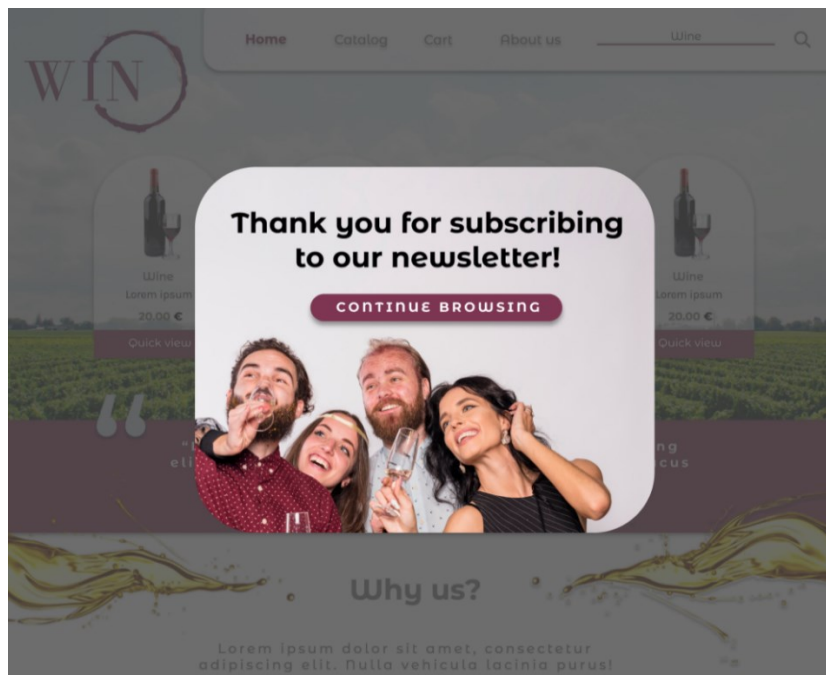 Home Catalog Cart About us Wine
WIN
Thank you for subscribing
to our newsletter!
CONTINUE BROWSING
Wine
Lorem ipsum
20.00 €
Quick view
Wine
Lorem ipsum
20.00 €
Quick view
Why us?
Lorem ipsum dolor sit amet, consectetur
adipiscing elit. Nulla vehicula lacinia purus!